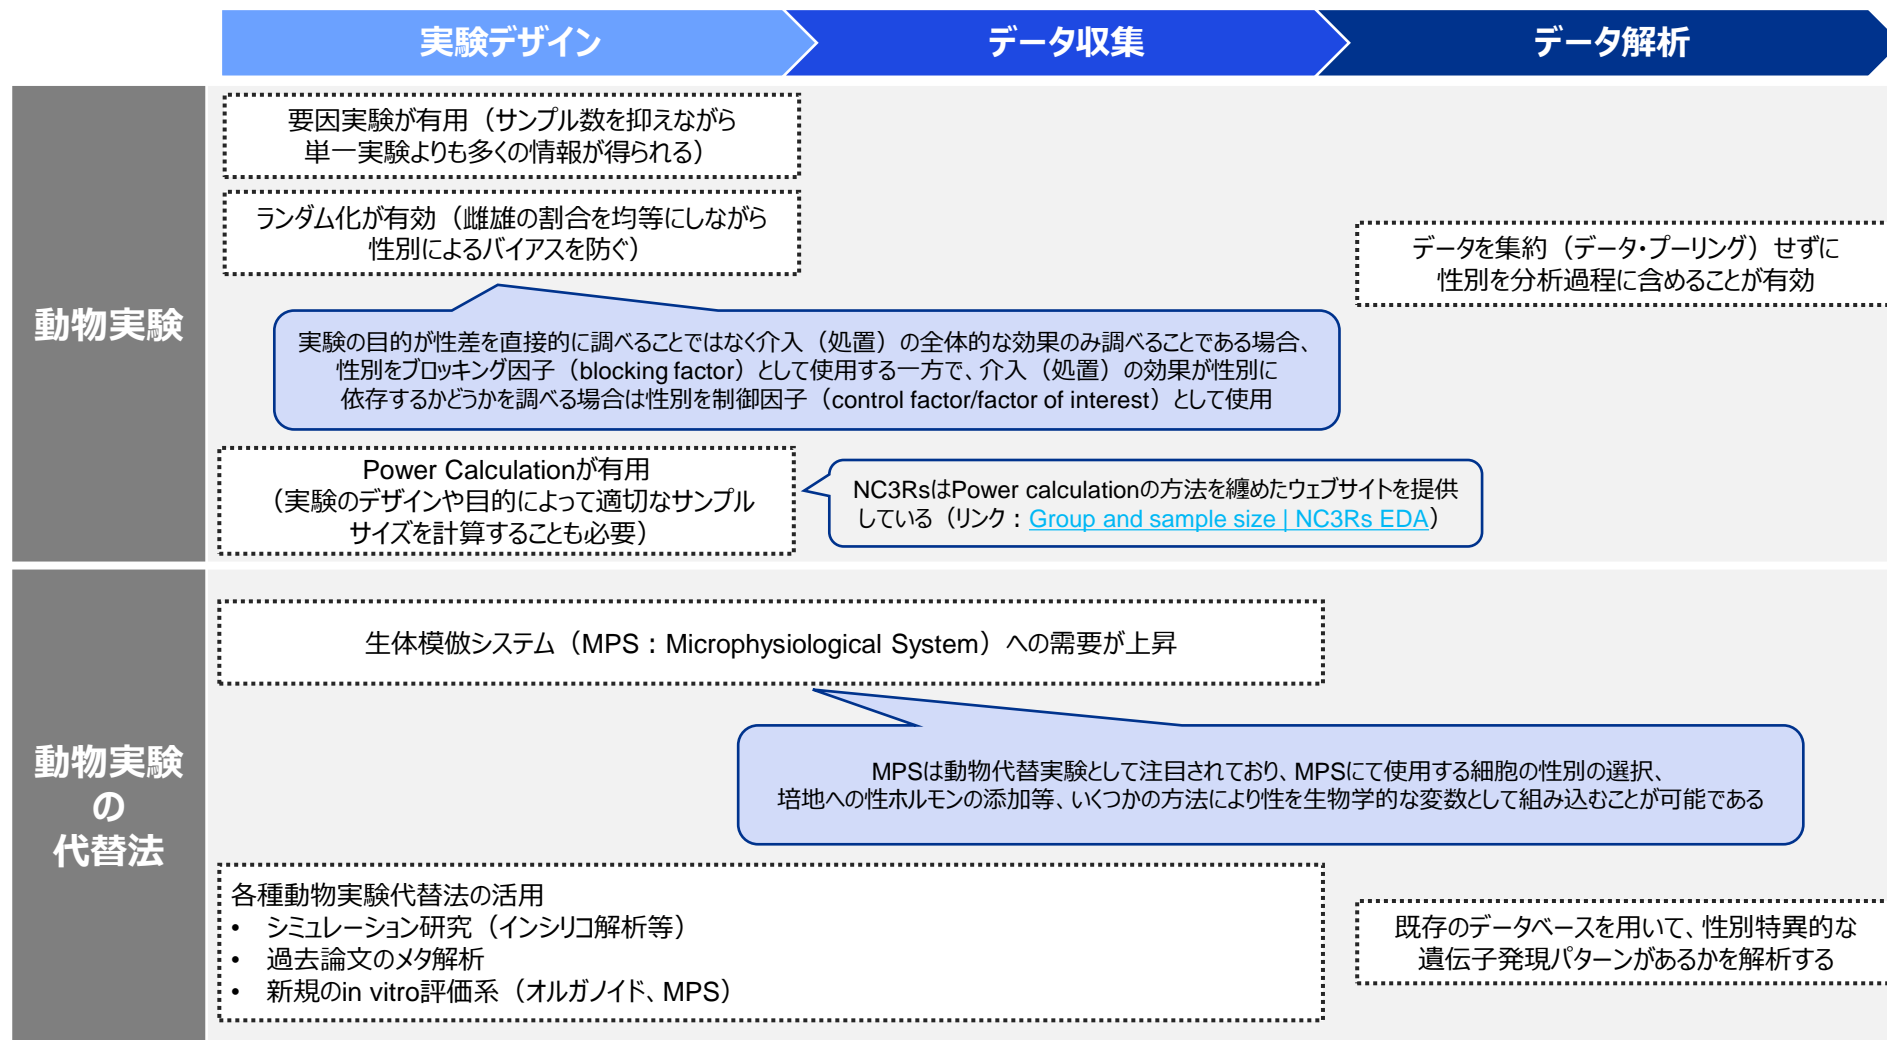 実験デザイン
データ収集
データ解析
動物実験
要因実験が有用（サンプル数を抑えながら
単一実験よりも多くの情報が得られる）
ランダム化が有効（雌雄の割合を均等にしながら
性別によるバイアスを防ぐ）
データを集約（データ・プーリング）せずに
性別を分析過程に含めることが有効
実験の目的が性差を直接的に調べることではなく介入（処置）の全体的な効果のみ調べることである場合、
性別をブロッキング因子（blocking factor）として使用する一方で、介入（処置）の効果が性別に
依存するかどうかを調べる場合は性別を制御因子（control factor/factor of interest）として使用
Power Calculationが有用
（実験のデザインや目的によって適切なサンプル
サイズを計算することも必要）
NC3RsはPower calculationの方法を纏めたウェブサイトを提供
している（リンク：Group and sample size | NC3Rs EDA）
動物実験
の
代替法
生体模倣システム（MPS：Microphysiological System）への需要が上昇
MPSは動物代替実験として注目されており、MPSにて使用する細胞の性別の選択、
培地への性ホルモンの添加等、いくつかの方法により性を生物学的な変数として組み込むことが可能である
各種動物実験代替法の活用
• シミュレーション研究（インシリコ解析等）
• 過去論文のメタ解析
• 新規のin vitro評価系（オルガノイド、MPS）
既存のデータベースを用いて、性別特異的な
遺伝子発現パターンがあるかを解析する